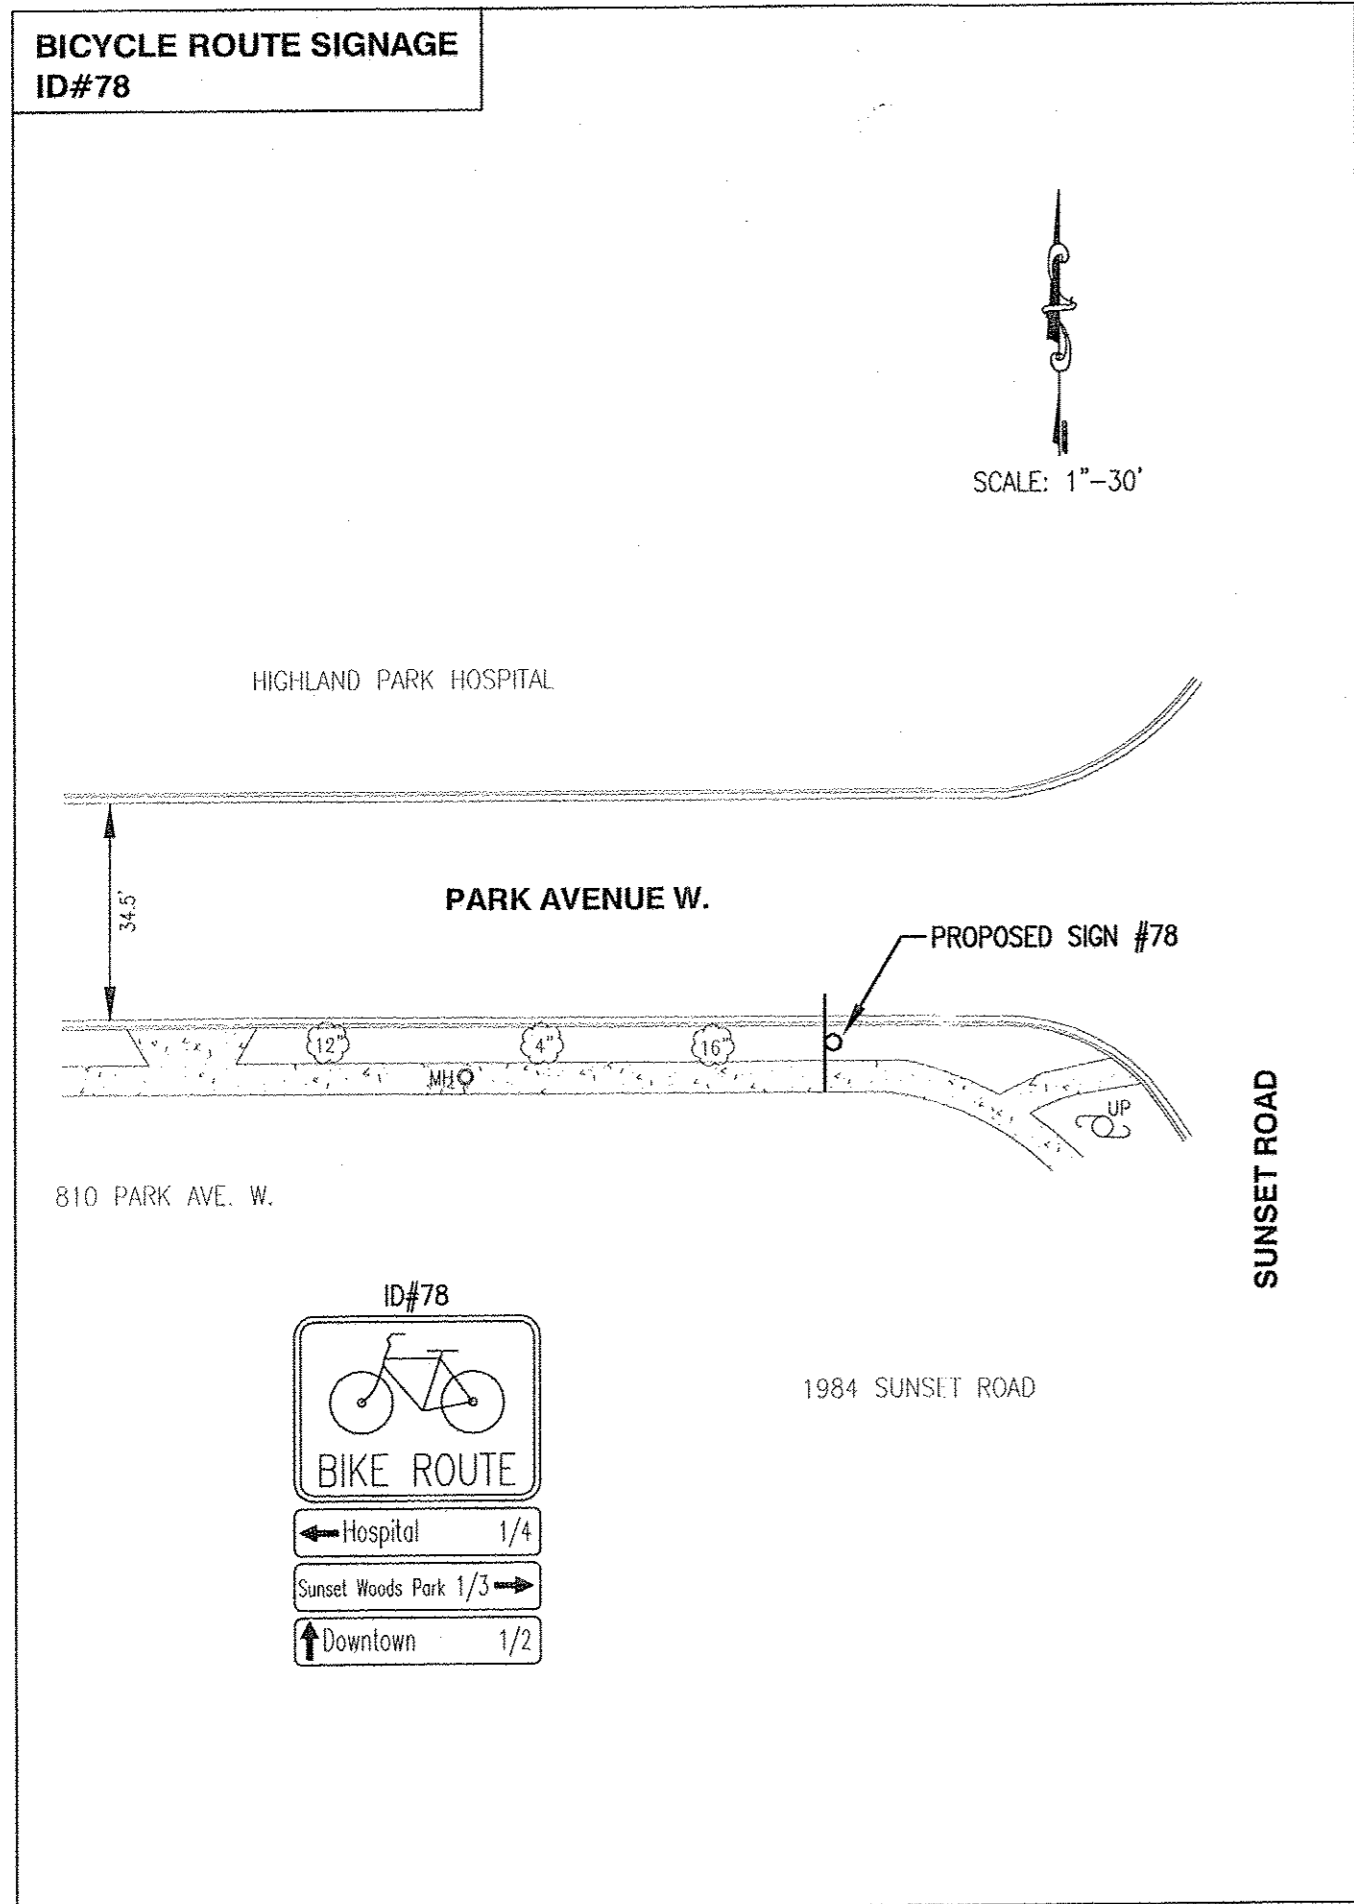 BICYCLE ROUTE SIGNAGE
ID#78
SCALE: 1"-30'
HIGHLAND PARK HOSPITAL
34.5'
PARK AVENUE W.
PROPOSED SIGN #78
12"
4"
16"
MH
UP
SUNSET ROAD
810 PARK AVE. W.
ID#78
1984 SUNSET ROAD
BIKE ROUTE
Hospital 1/4
Sunset Woods Park 1/3
Downtown 1/2